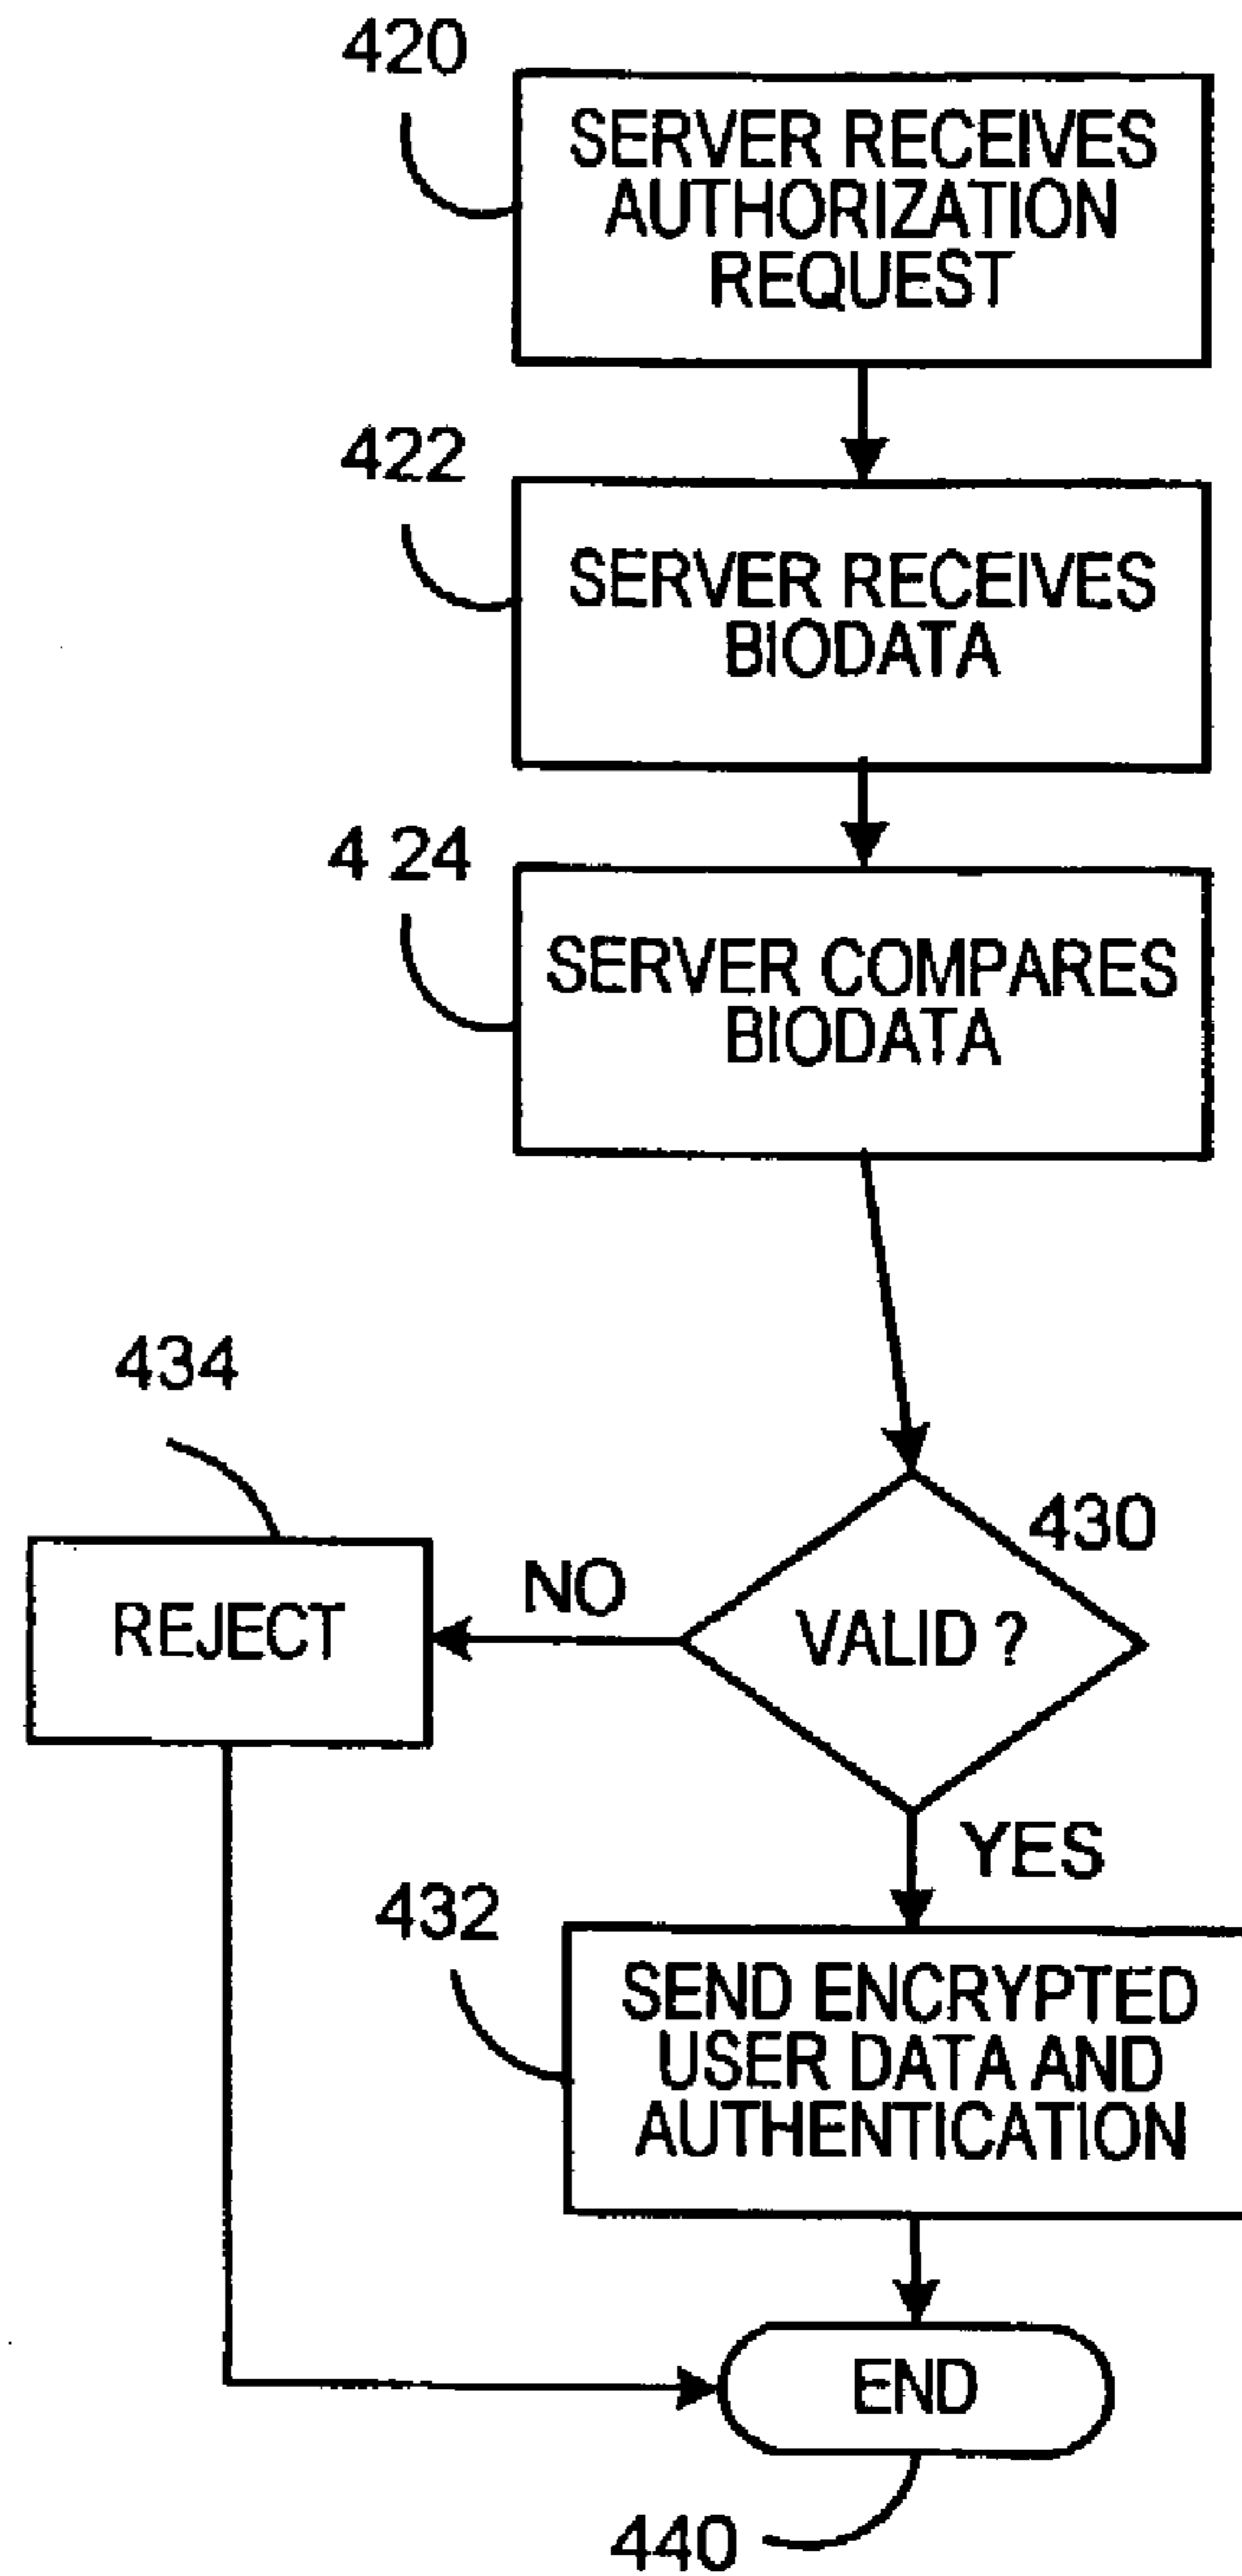 420
SERVER RECEIVES
AUTHORIZATION
REQUEST
422
SERVER RECEIVES
BIODATA
4 24
SERVER COMPARES
BIODATA
434
430
REJECT
NO
VALID ?
YES
432
SEND ENCRYPTED
USER DATA AND
AUTHENTICATION
END
440